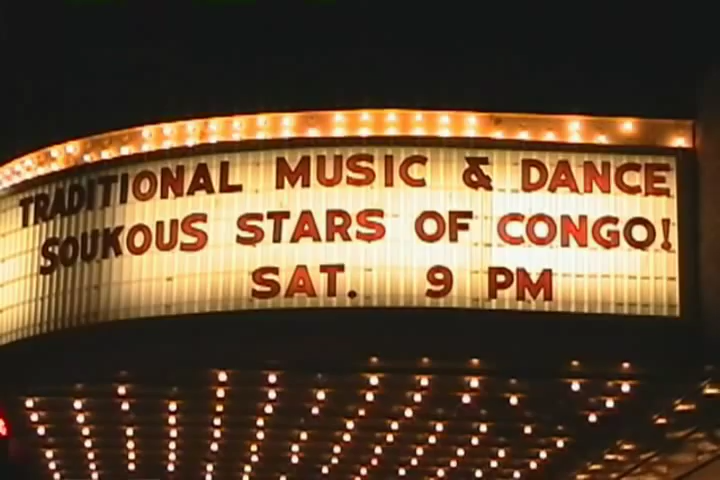 TRADITIONAL MUSIC & DANCE
SOUKOUS STARS OF CONGO!
SAT. 9 PM